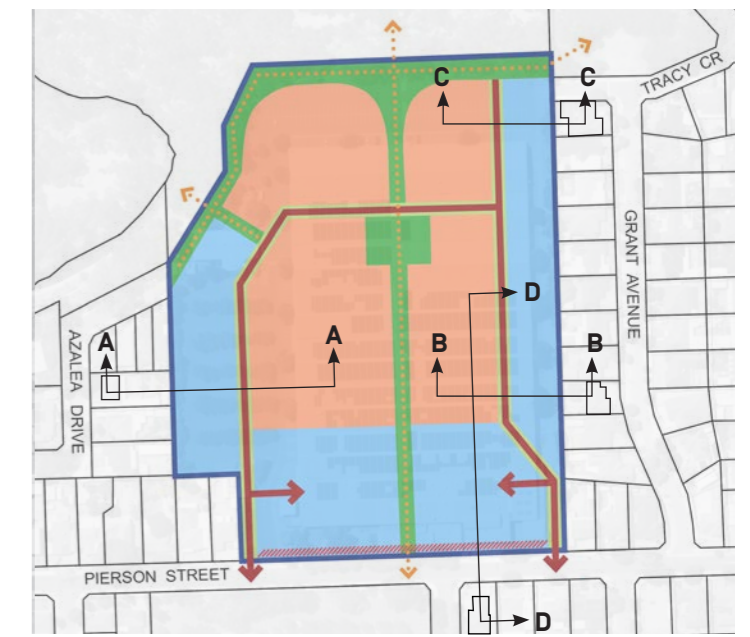 TRACY CR
C
C
GRANT AVENUE
D
AZALEA DRIVE
A
A
B
B
PIERSON STREET
D